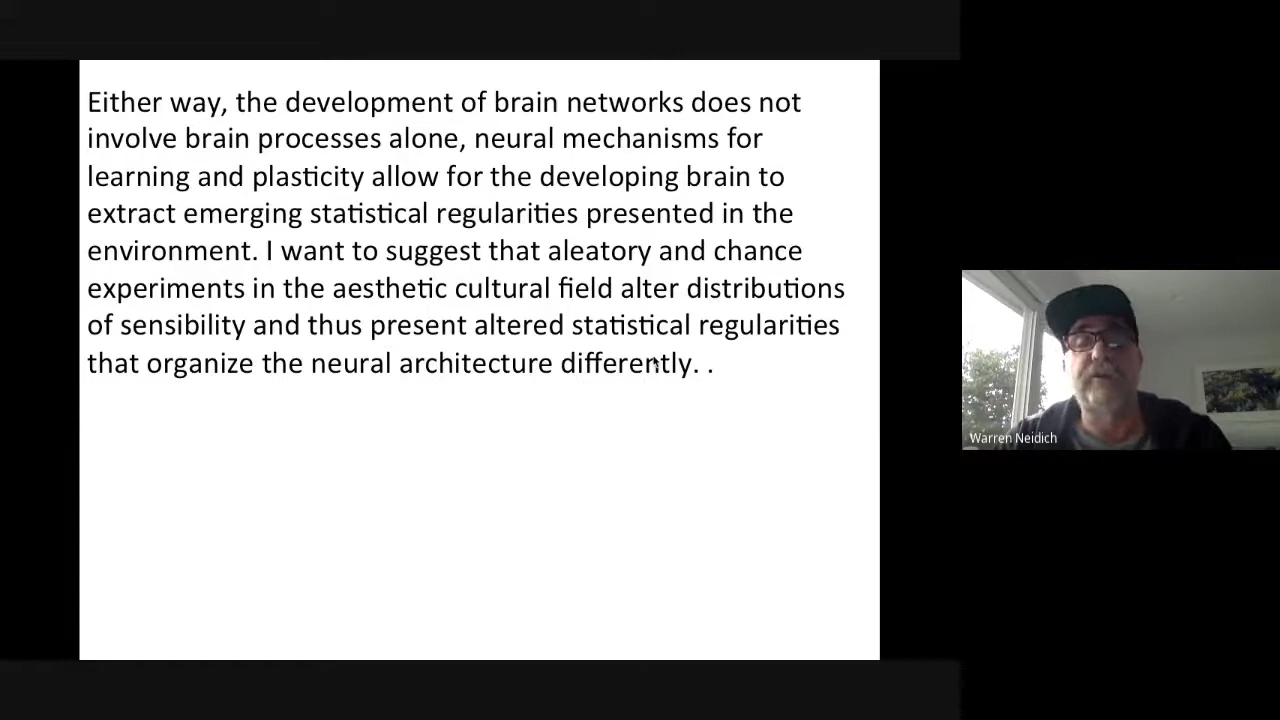 Either way, the development of brain networks does not
involve brain processes alone, neural mechanisms for
learning and plasticity allow for the developing brain to
extract emerging statistical regularities presented in the
environment. I want to suggest that aleatory and chance
experiments in the aesthetic cultural field alter distributions
of sensibility and thus present altered statistical regularities
that organize the neural architecture differently. .
Warren Neidich